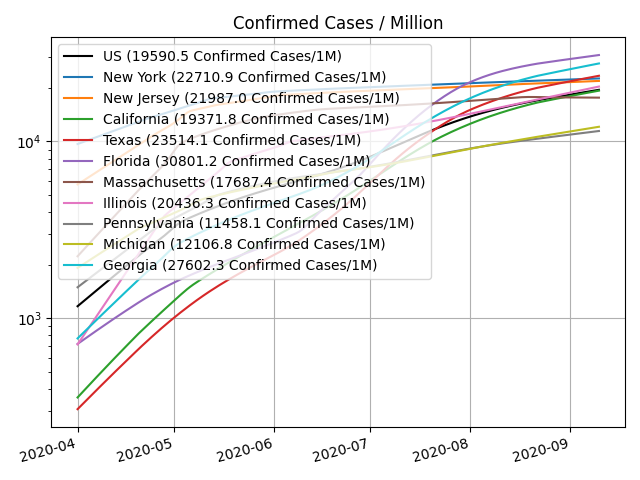 Confirmed Cases / Million
US (19590.5 Confirmed Cases/1M)
New York (22710.9 Confirmed Cases/1M)
New Jersey (21987.0 Confirmed Cases/1M)
California (19371.8 Confirmed Cases/1M)
Texas (23514.1 Confirmed Cases/1M)
Florida (30801.2 Confirmed Cases/1M)
Massachusetts (17687.4 Confirmed Cases/1M)
Illinois (20436.3 Confirmed Cases/1M)
Pennsylvania (11458.1 Confirmed Cases/1M)
Michigan (12106.8 Confirmed Cases/1M)
Georgia (27602.3 Confirmed Cases/1M)
10⁴
10³
2020-04 2020-05 2020-06 2020-07 2020-08 2020-09